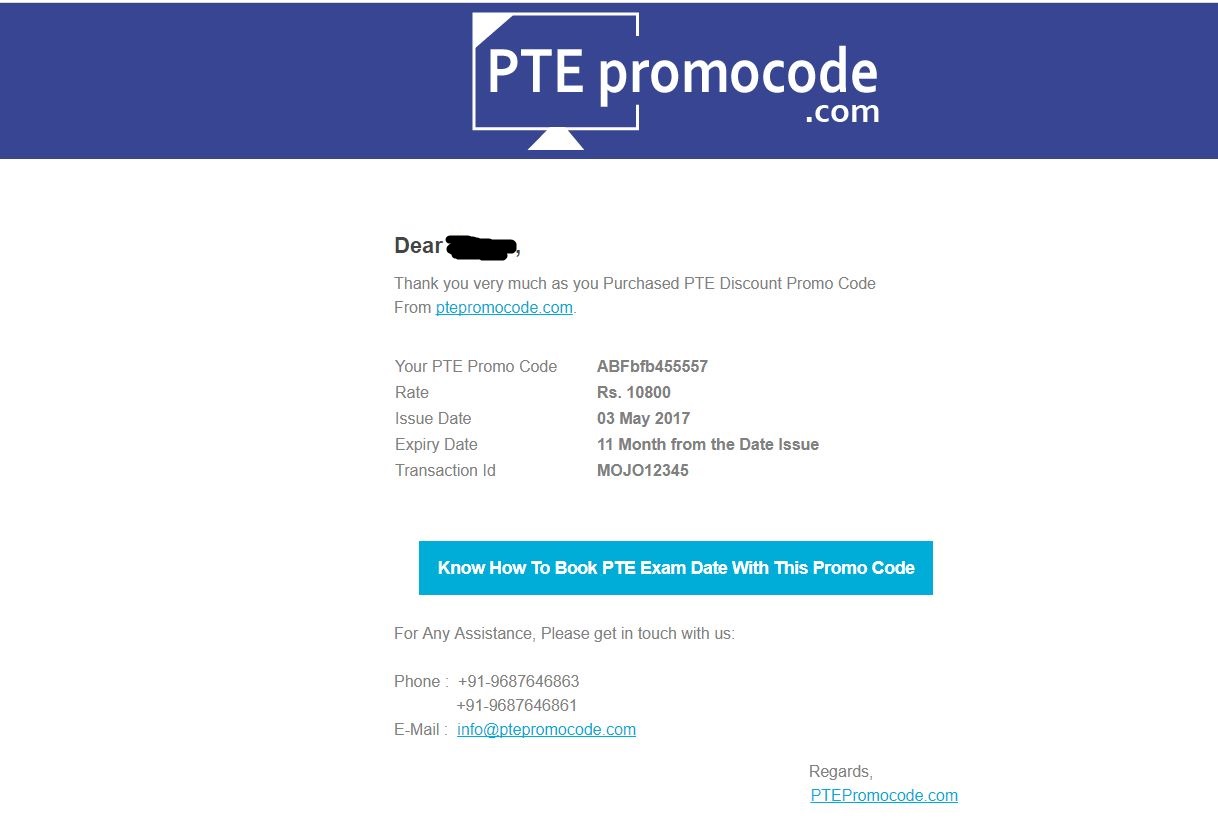 PTE promocode
.com
Dear ,
Thank you very much as you Purchased PTE Discount Promo Code
From ptepromocode.com.
Your PTE Promo Code ABFbfb455557
Rate Rs. 10800
Issue Date 03 May 2017
Expiry Date 11 Month from the Date Issue
Transaction Id MOJO12345
Know How To Book PTE Exam Date With This Promo Code
For Any Assistance, Please get in touch with us:
Phone : +91-9687646863
+91-9687646861
E-Mail : info@ptepromocode.com
Regards,
PTEPromocode.com